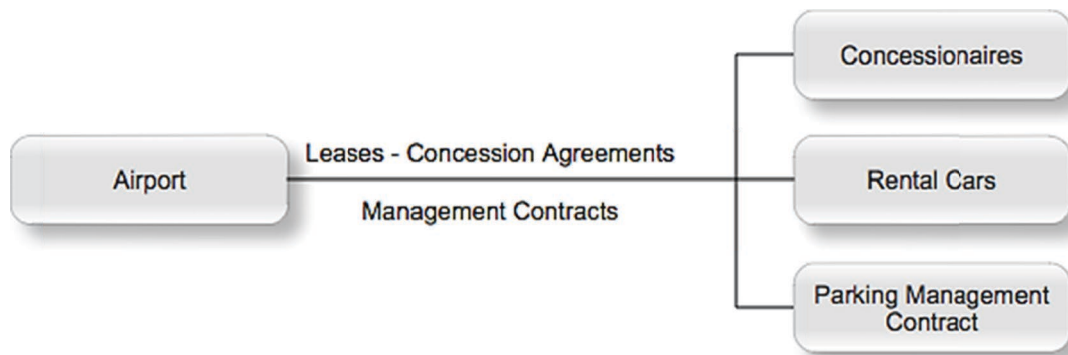 Concessionaires
Leases - Concession Agreements
Airport
Rental Cars
Management Contracts
Parking Management
Contract